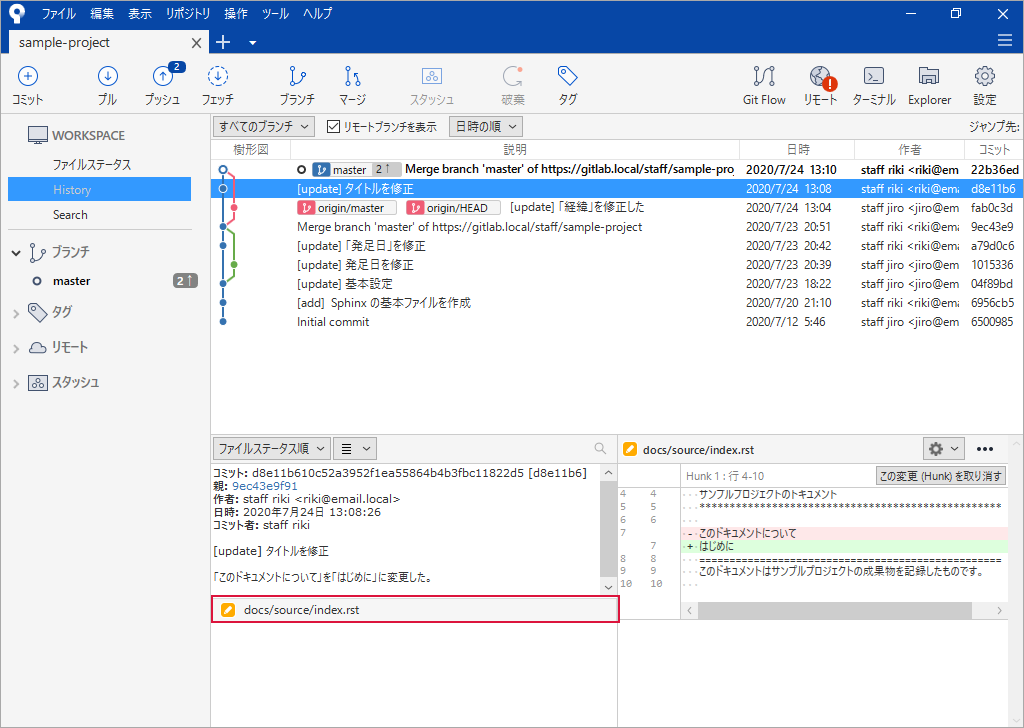 ファイル 編集 表示 リポジトリ 操作 ツール ヘルプ
sample-project
コミット プル 2 プッシュ フェッチ ブランチ マージ スタッシュ 破棄 タグ Git Flow リモート ターミナル Explorer 設定
WORKSPACE
ファイルステータス
History
Search
ブランチ
master 2↑
タグ
リモート
スタッシュ
すべてのブランチ リモートブランチを表示 日時の順 ジャンプ先:
樹形図 説明 日時 作者 コミット
master 2↑ Merge branch 'master' of https://gitlab.local/staff/sample-proj 2020/7/24 13:10 staff riki <riki@em 22b36ed
[update] タイトルを修正 2020/7/24 13:08 staff riki <riki@ema d8e11b6
origin/master origin/HEAD [update] 「経緯」を修正した 2020/7/24 13:04 staff jiro <jiro@em fab0c3d
Merge branch 'master' of https://gitlab.local/staff/sample-project 2020/7/23 20:51 staff jiro <jiro@em 9ec43e9
[update] 「発足日」を修正 2020/7/23 20:42 staff jiro <jiro@em a79d0c6
[update] 発足日を修正 2020/7/23 20:39 staff riki <riki@ema 1015336
[update] 基本設定 2020/7/23 18:22 staff jiro <jiro@em 04f89bd
[add] Sphinx の基本ファイルを作成 2020/7/20 21:10 staff riki <riki@ema 6956cb5
Initial commit 2020/7/12 5:46 staff jiro <jiro@em 6500985
ファイルステータス順
コミット: d8e11b610c52a3952f1ea55864b4b3fbc11822d5 [d8e11b6]
親: 9ec43e9f91
作者: staff riki <riki@email.local>
日時: 2020年7月24日 13:08:26
コミット者: staff riki
[update] タイトルを修正
「このドキュメントについて」を「はじめに」に変更した。
docs/source/index.rst
docs/source/index.rst
Hunk 1 : 行 4-10 この変更 (Hunk) を取り消す
4 4 サンプルプロジェクトのドキュメント
5 5 **************************************************
6 6
7 - このドキュメントについて
7 + はじめに
8 8 ==================================================
9 9 このドキュメントはサンプルプロジェクトの成果物を記録したものです。
10 10